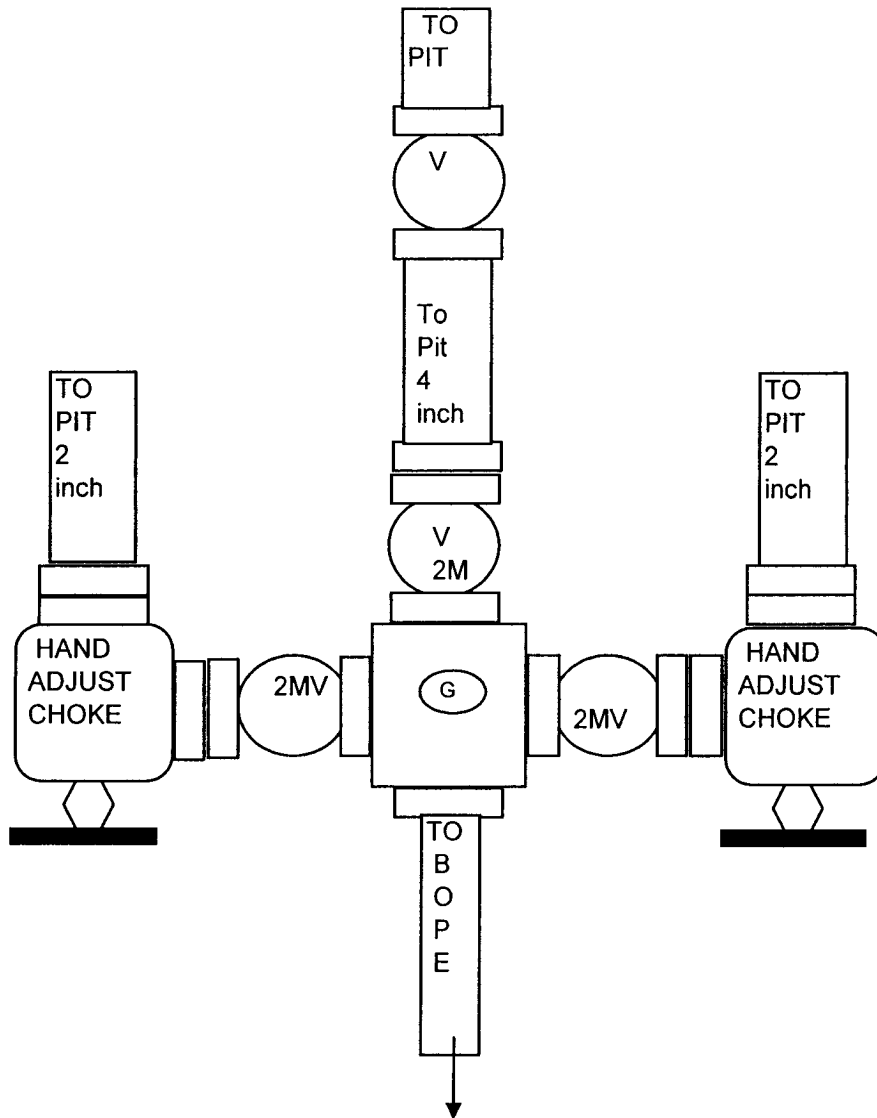 TO
PIT
V
To
Pit
4
inch
TO
PIT
2
inch
TO
PIT
2
inch
V
2M
HAND
ADJUST
CHOKE
2MV
G
2MV
HAND
ADJUST
CHOKE
TO
B
O
P
E